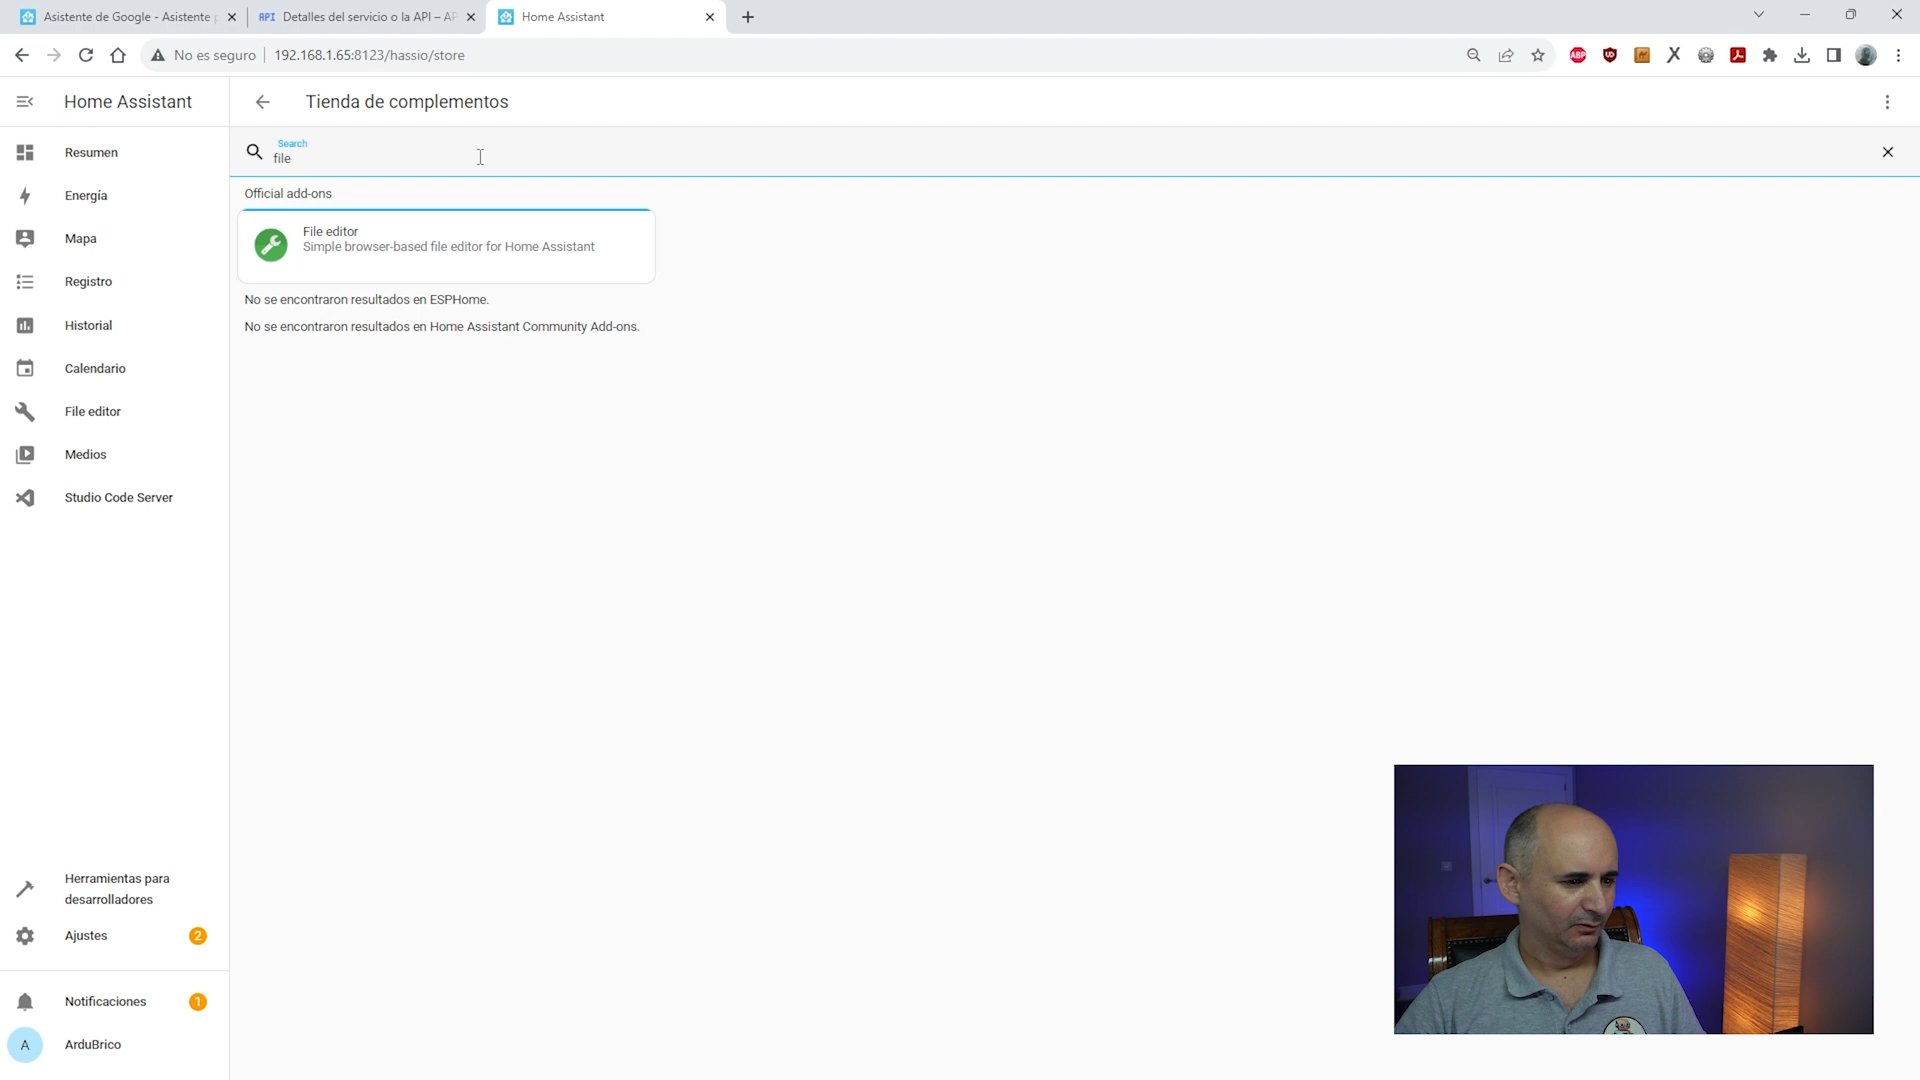 Asistente de Google - Asistente
API Detalles del servicio o la API – AP
Home Assistant
No es seguro
192.168.1.65:8123/hassio/store
ABP
Home Assistant
Tienda de complementos
Search
file
Resumen
Energía
Mapa
Registro
Historial
Calendario
File editor
Medios
Studio Code Server
Official add-ons
File editor
Simple browser-based file editor for Home Assistant
No se encontraron resultados en ESPHome.
No se encontraron resultados en Home Assistant Community Add-ons.
Herramientas para
desarrolladores
Ajustes
2
Notificaciones
1
A
ArduBrico